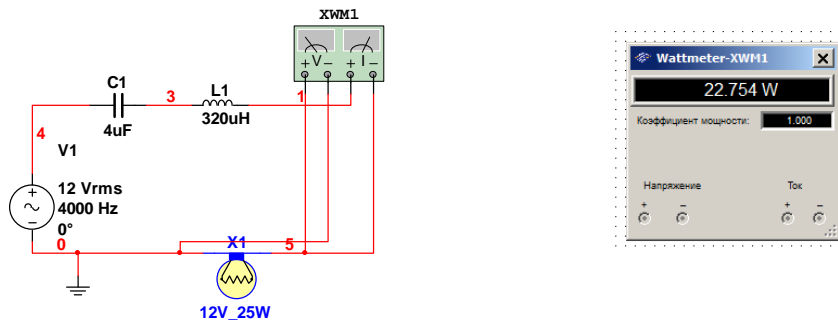 XWM1
+ V − + I −
C1
4uF
3
L1
320uH
1
4
V1
+
−
12 Vrms
4000 Hz
0°
0
X1
5
12V_25W
Wattmeter-XWM1
22.754 W
Коэффициент мощности: 1.000
Напряжение Ток
+ − + −